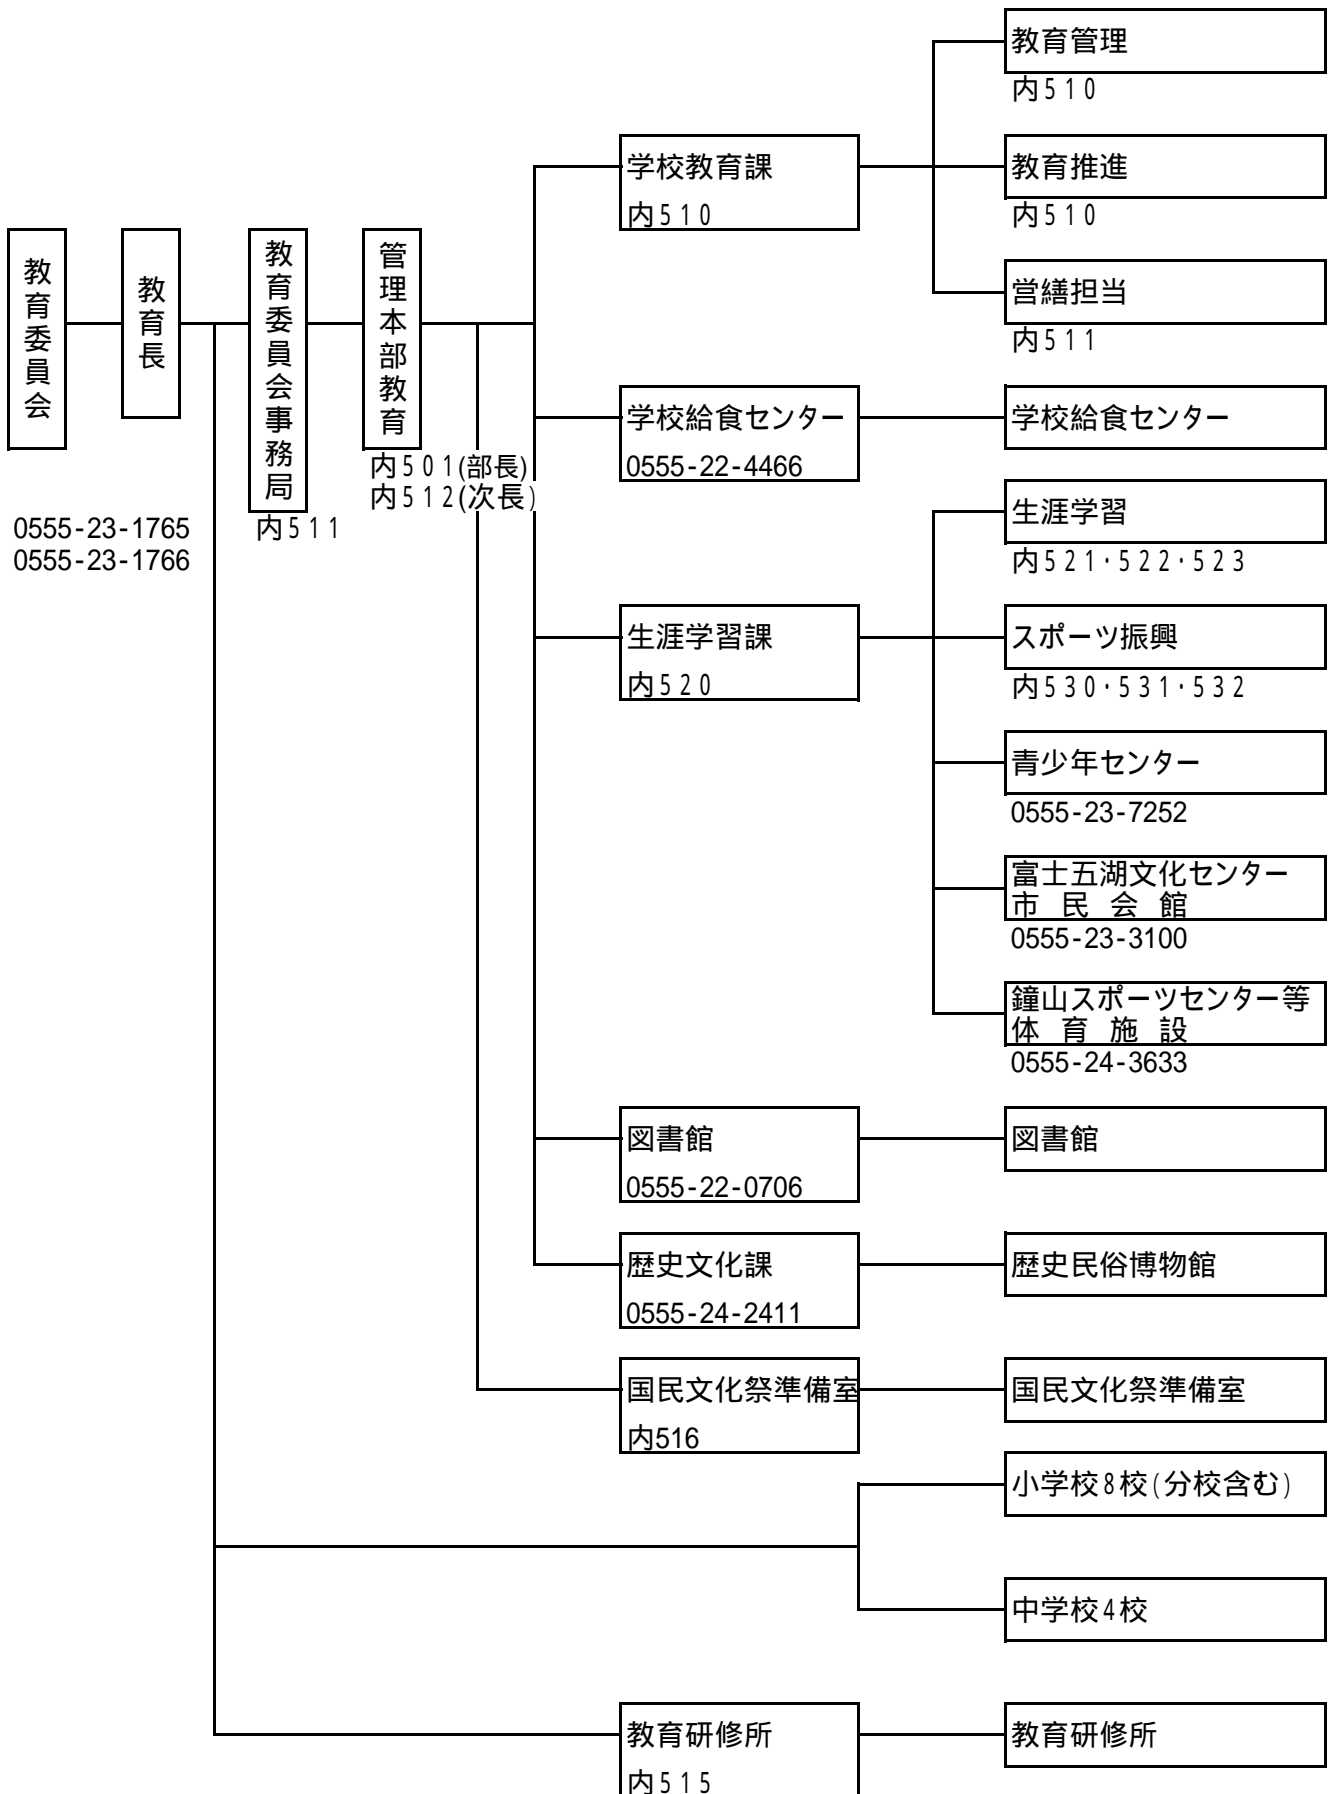 教育委員会
0555-23-1765
0555-23-1766
教育長
教育委員会事務局
内511
管理本部教育
内501(部長)
内512(次長)
学校教育課
内510
教育管理
内510
教育推進
内510
営繕担当
内511
学校給食センター
0555-22-4466
学校給食センター
生涯学習課
内520
生涯学習
内521・522・523
スポーツ振興
内530・531・532
青少年センター
0555-23-7252
富士五湖文化センター
市民会館
0555-23-3100
鐘山スポーツセンター等
体育施設
0555-24-3633
図書館
0555-22-0706
図書館
歴史文化課
0555-24-2411
歴史民俗博物館
国民文化祭準備室
内516
国民文化祭準備室
小学校8校(分校含む)
中学校4校
教育研修所
内515
教育研修所